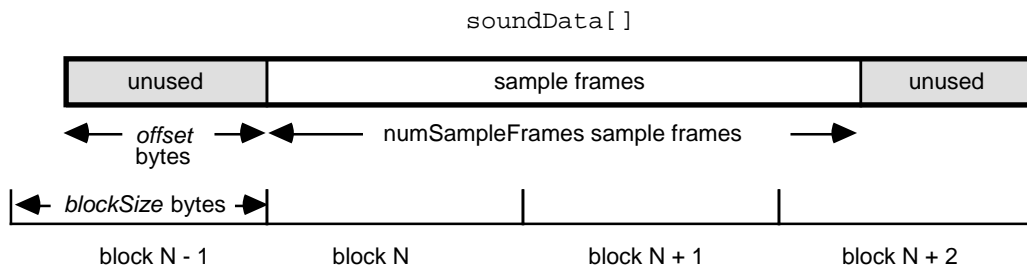 soundData[]
unused sample frames unused
offset numSampleFrames sample frames
bytes
blockSize bytes
block N - 1 block N block N + 1 block N + 2